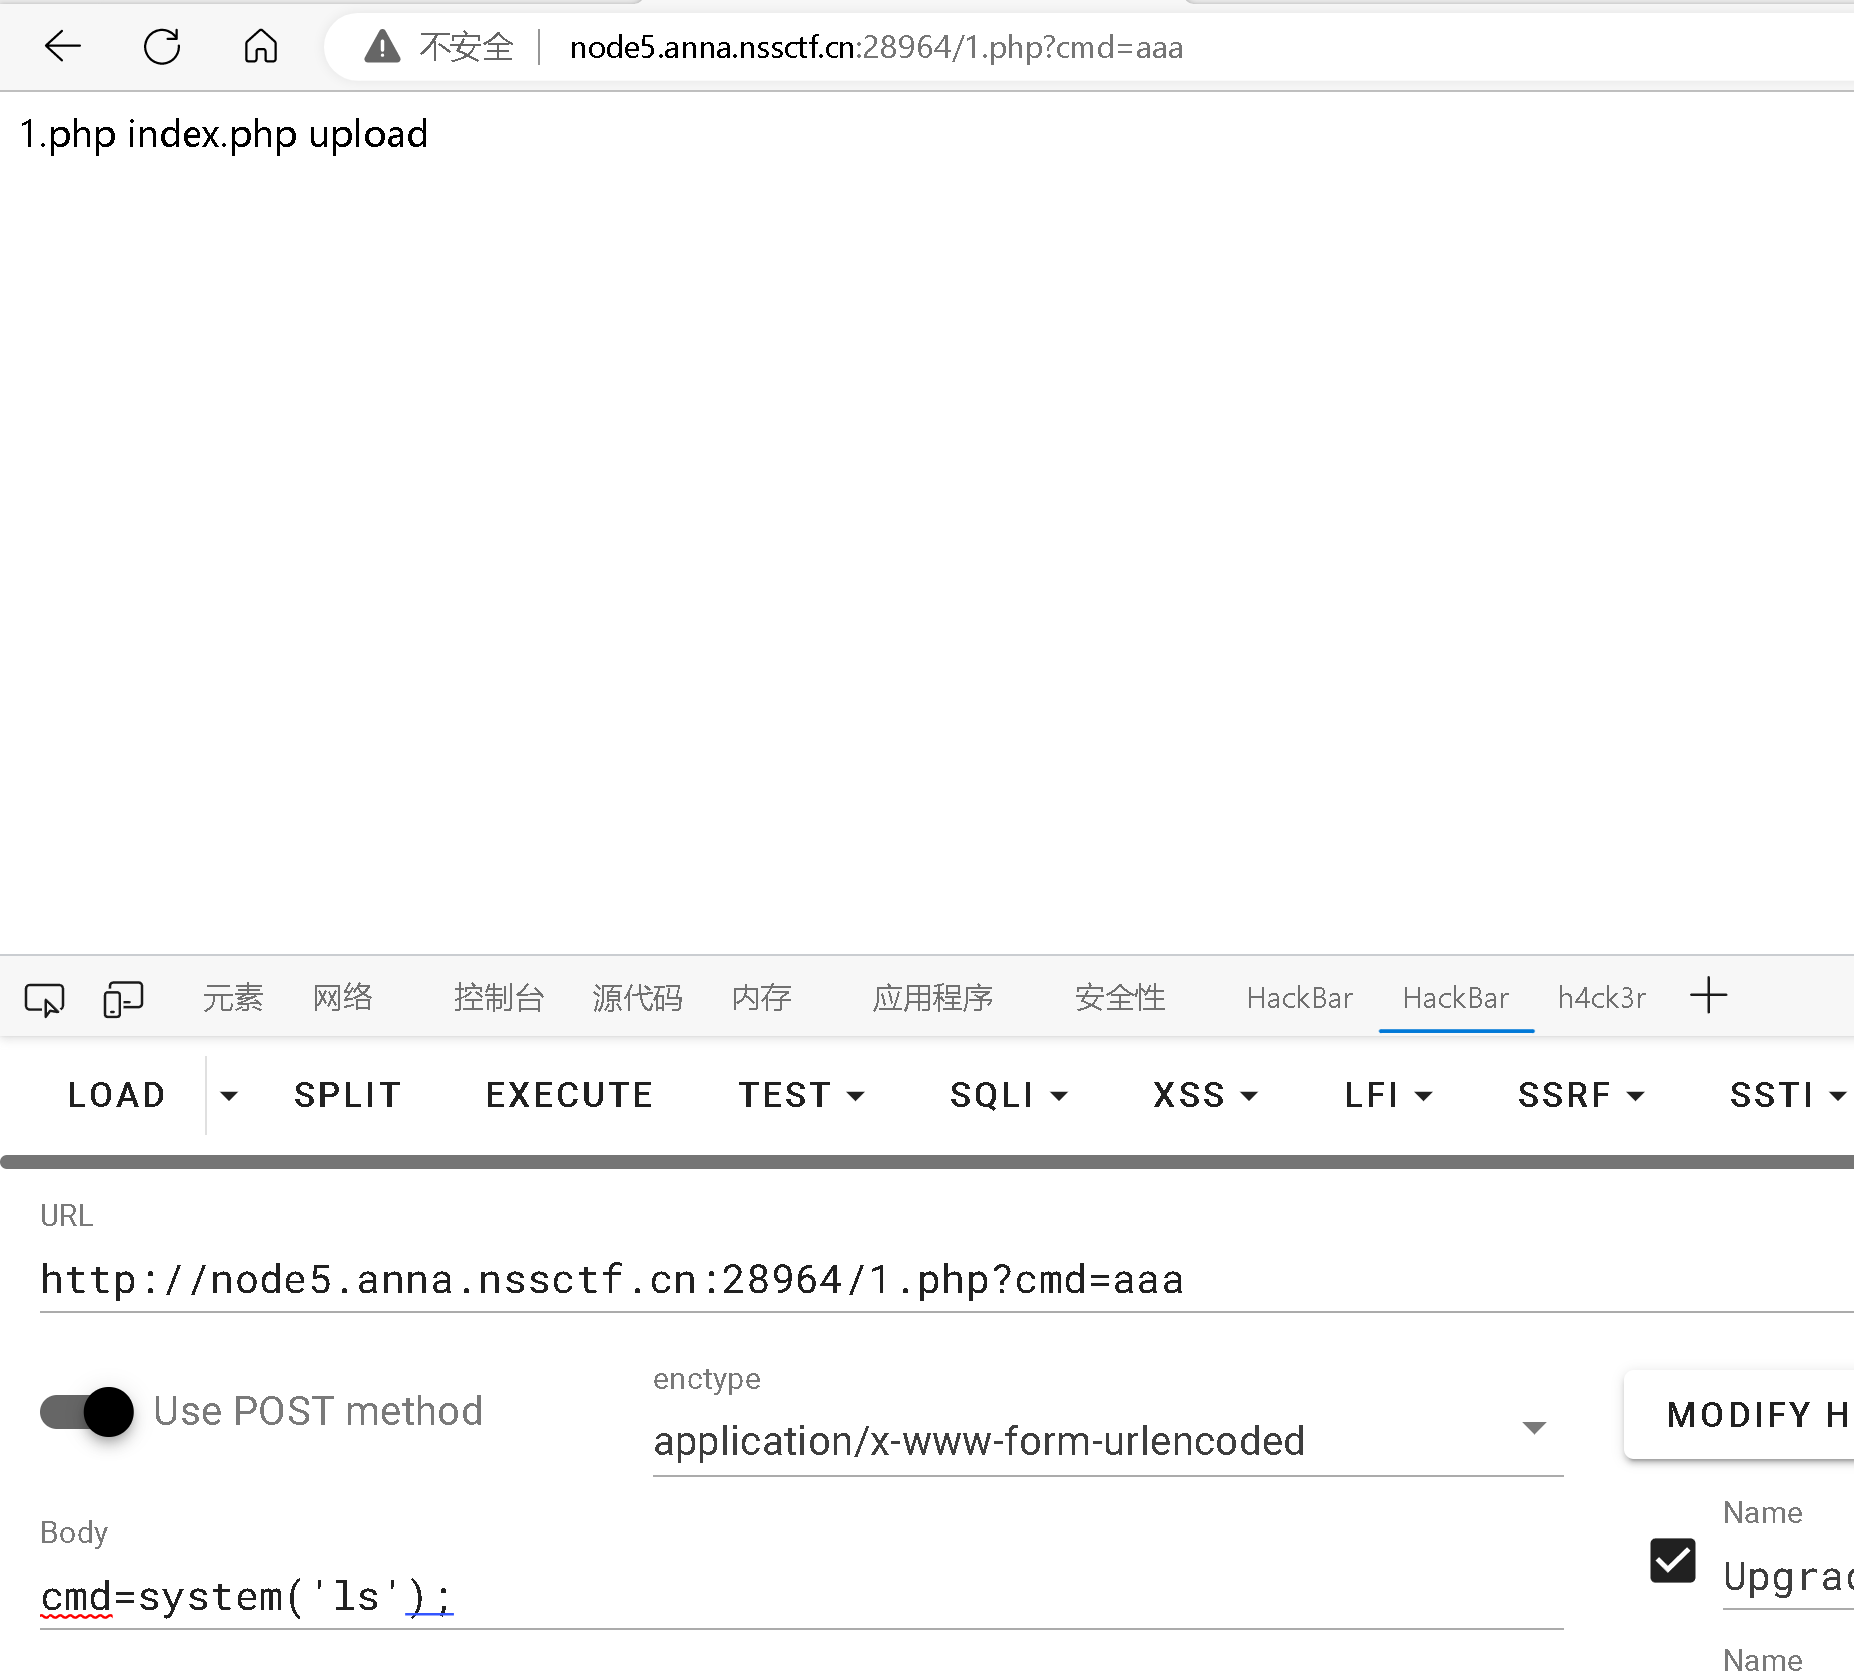 不安全 node5.anna.nssctf.cn:28964/1.php?cmd=aaa
1.php index.php upload
元素 网络 控制台 源代码 内存 应用程序 安全性 HackBar HackBar h4ck3r
LOAD SPLIT EXECUTE TEST SQLI XSS LFI SSRF SSTI
URL
http://node5.anna.nssctf.cn:28964/1.php?cmd=aaa
Use POST method
enctype
application/x-www-form-urlencoded
MODIFY H
Body
cmd=system('ls');
Name
Upgrad
Name